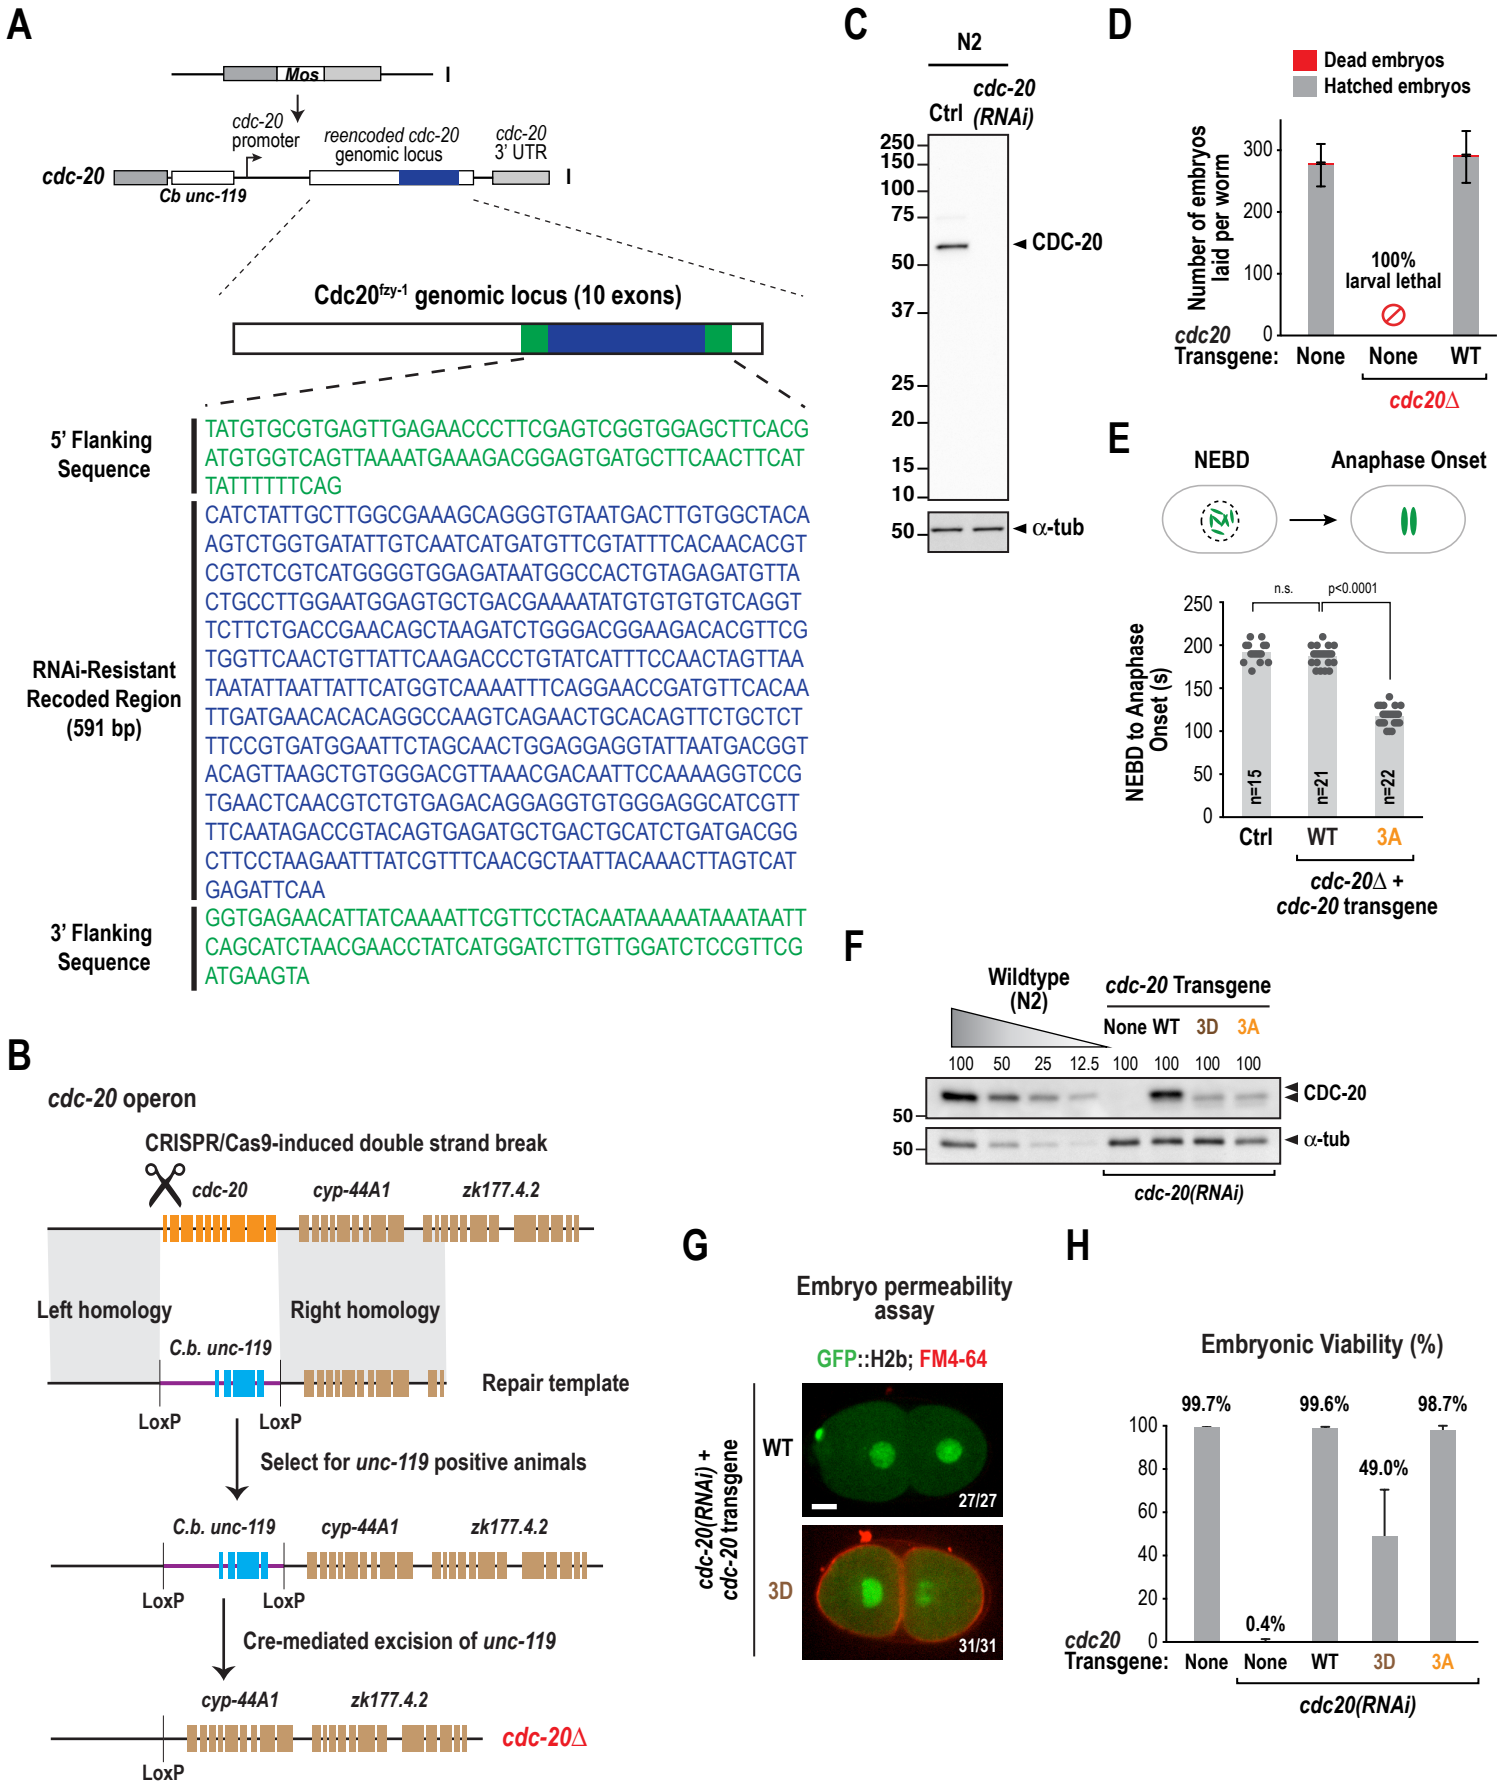 A
Mos
I
cdc-20
promoter
reencoded cdc-20
genomic locus
cdc-20
3' UTR
cdc-20
I
Cb unc-119
Cdc20fzy-1 genomic locus (10 exons)
5’ Flanking
Sequence
TATGTGCGTGAGTTGAGAACCCTTCGAGTCGGTGGAGCTTCACG
ATGTGGTCAGTTAAAATGAAAGACGGAGTGATGCTTCAACTTCAT
TATTTTTTCAG
RNAi-Resistant
Recoded Region
(591 bp)
CATCTATTGCTTGGCGAAAGCAGGGTGTAATGACTTGTGGCTACA
AGTCTGGTGATATTGTCAATCATGATGTTCGTATTTCACAACACGT
CGTCTCGTCATGGGGTGGAGATAATGGCCACTGTAGAGATGTTA
CTGCCTTGGAATGGAGTGCTGACGAAAATATGTGTGTGTCAGGT
TCTTCTGACCGAACAGCTAAGATCTGGGACGGAAGACACGTTCG
TGGTTCAACTGTTATTCAAGACCCTGTATCATTTCCAACTAGTTAA
TAATATTAATTATTCATGGTCAAAATTTCAGGAACCGATGTTCACAA
TTGATGAACACACACAGGCCAAGTCAGAACTGCACAGTTCTGCTCT
TTCCGTGATGGAATTCTAGCAACTGGAGGAGGTATTAATGACGGT
ACAGTTAAGCTGTGGGACGTTAAACGACAATTCCAAAAGGTCCG
TGAACTCAACGTCTGTGAGACAGGAGGTGTGGGAGGCATCGTT
TTCAATAGACCGTACAGTGAGATGCTGACTGCATCTGATGACGG
CTTCCTAAGAATTTATCGTTTCAACGCTAATTACAAACTTAGTCAT
GAGATTCAA
3’ Flanking
Sequence
GGTGAGAACATTATCAAAATTCGTTCCTACAATAAAAATAAATAATT
CAGCATCTAACGAACCTATCATGGATCTTGTTGGATCTCCGTTCG
ATGAAGTA
B
cdc-20 operon
CRISPR/Cas9-induced double strand break
cdc-20
cyp-44A1
zk177.4.2
Left homology
Right homology
C.b. unc-119
Repair template
LoxP
LoxP
Select for unc-119 positive animals
C.b. unc-119
cyp-44A1
zk177.4.2
LoxP
LoxP
Cre-mediated excision of unc-119
cyp-44A1
zk177.4.2
cdc-20Δ
LoxP
C
N2
Ctrl
cdc-20
(RNAi)
250
150
100
75
CDC-20
50
37
25
20
15
10
50
α-tub
D
Dead embryos
Hatched embryos
Number of embryos
laid per worm
300
200
100
0
100%
larval lethal
cdc20
Transgene:
None
None
WT
cdc20Δ
E
NEBD
Anaphase Onset
NEBD to Anaphase
Onset (s)
250
200
150
100
50
0
n.s.
p<0.0001
n=15
n=21
n=22
Ctrl
WT
3A
cdc-20Δ +
cdc-20 transgene
F
Wildtype
(N2)
cdc-20 Transgene
None WT 3D 3A
100 50 25 12.5 100 100 100 100
CDC-20
50
50
α-tub
cdc-20(RNAi)
G
Embryo permeability
assay
GFP::H2b; FM4-64
cdc-20(RNAi) +
cdc-20 transgene
WT
27/27
3D
31/31
H
Embryonic Viability (%)
99.7%
99.6%
98.7%
49.0%
0.4%
100
80
60
40
20
0
cdc20
Transgene:
None
None
WT
3D
3A
cdc20(RNAi)